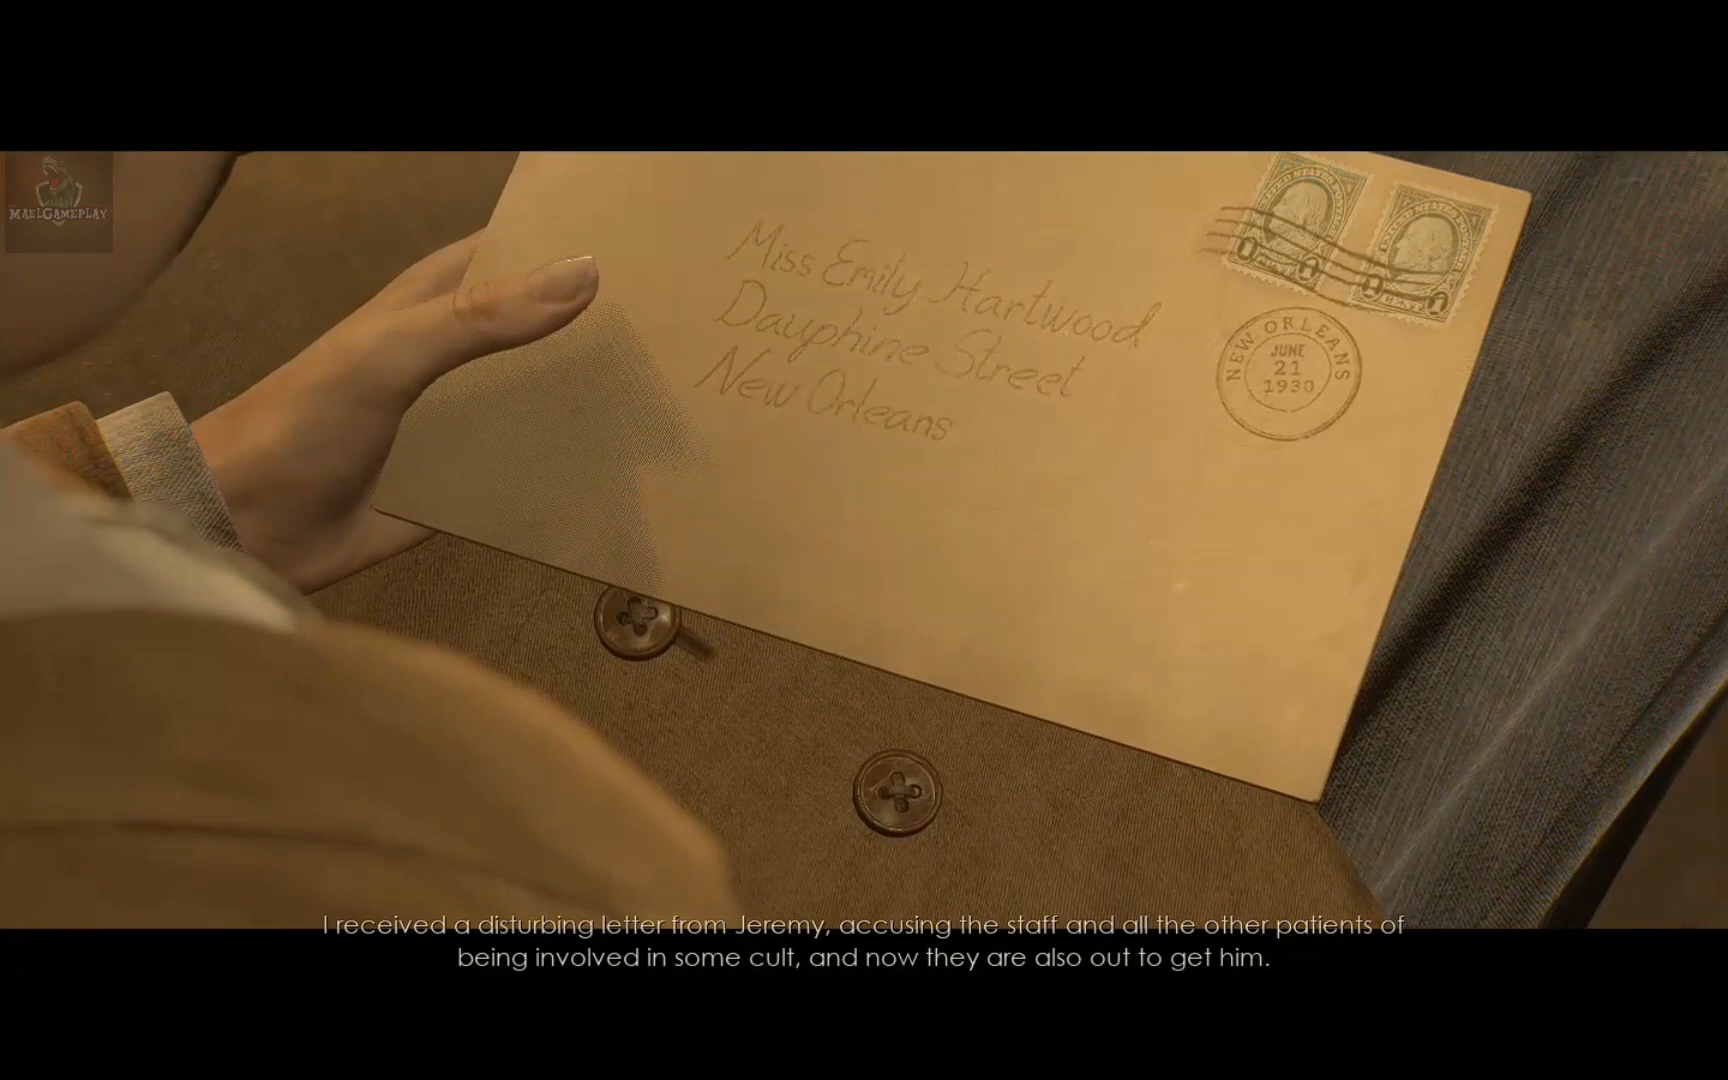 MAELGAMEPLAY
Miss Emily Hartwood
Dauphine Street
New Orleans
NEW ORLEANS
JUNE
21
1930
I received a disturbing letter from Jeremy, accusing the staff and all the other patients of
being involved in some cult, and now they are also out to get him.